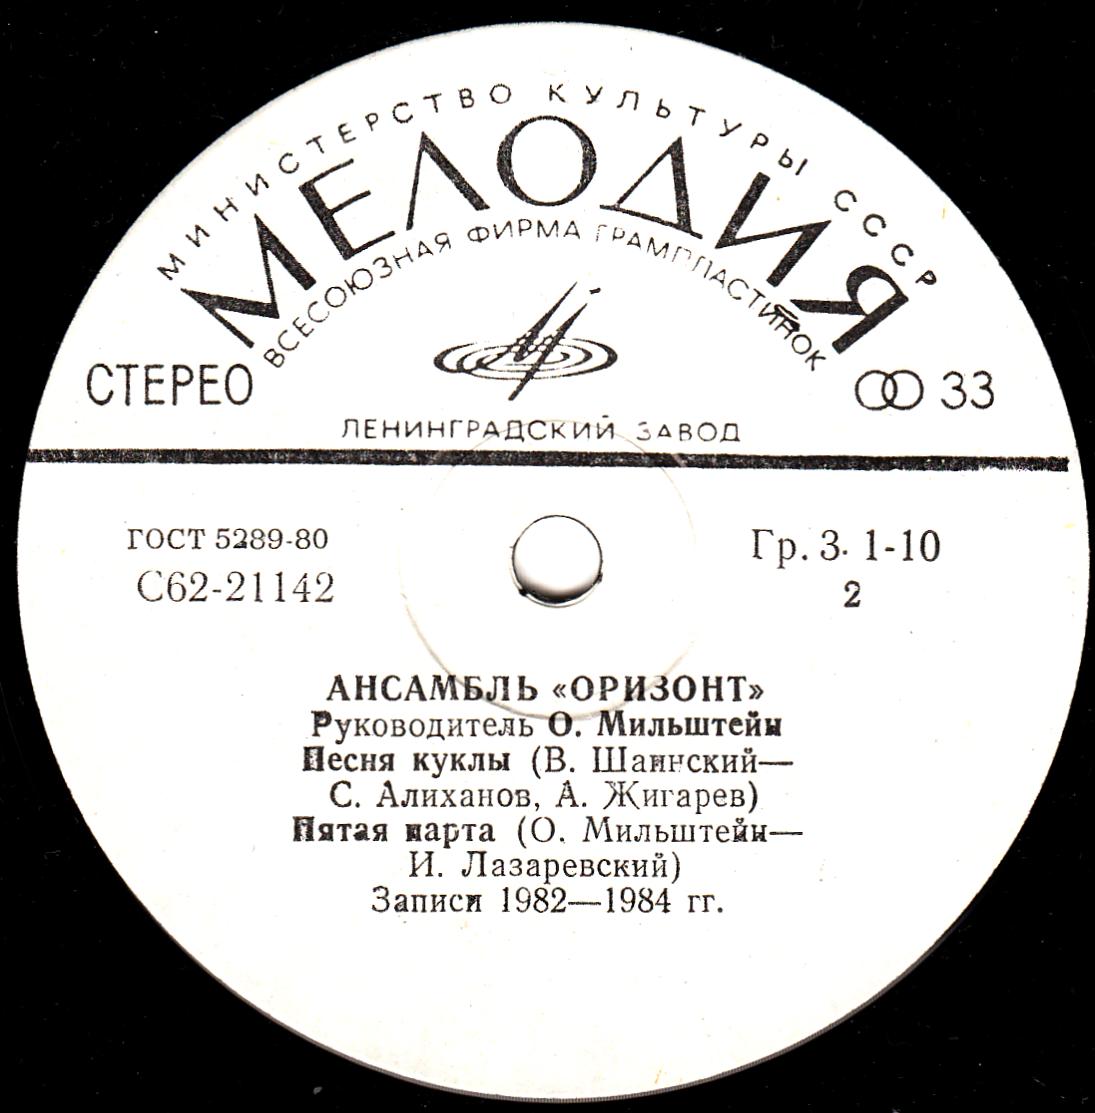 МИНИСТЕРСТВО КУЛЬТУРЫ СССР
МЕЛОДИЯ
ВСЕСОЮЗНАЯ ФИРМА ГРАМПЛАСТИНОК
СТЕРЕО
33
ЛЕНИНГРАДСКИЙ ЗАВОД
ГОСТ 5289-80
Гр. 3. 1-10
С62-21142
2
АНСАМБЛЬ «ОРИЗОНТ»
Руководитель О. Мильштейн
Песня куклы (В. Шаинский—
С. Алиханов, А. Жигарев)
Пятая парта (О. Мильштейн—
И. Лазаревский)
Записи 1982—1984 гг.